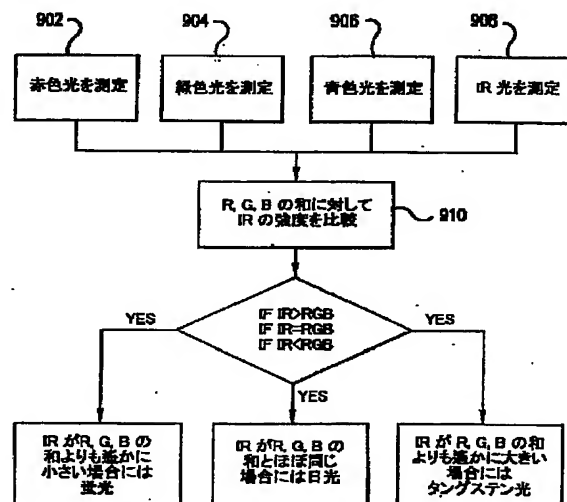 902
904
906
908
赤色光を測定
緑色光を測定
青色光を測定
IR 光を測定
R, G, B の和に対して
IR の強度を比較
910
IF IR>RGB
IF IR=RGB
IF IR<RGB
YES
YES
YES
IR がR, G, B の
和よりも遥かに
小さい場合には
蛍光
IR がR, G, B の
和とほぼ同じ
場合には日光
IR が R, G, B の和
よりも遥かに大きい
場合には
タングステン光